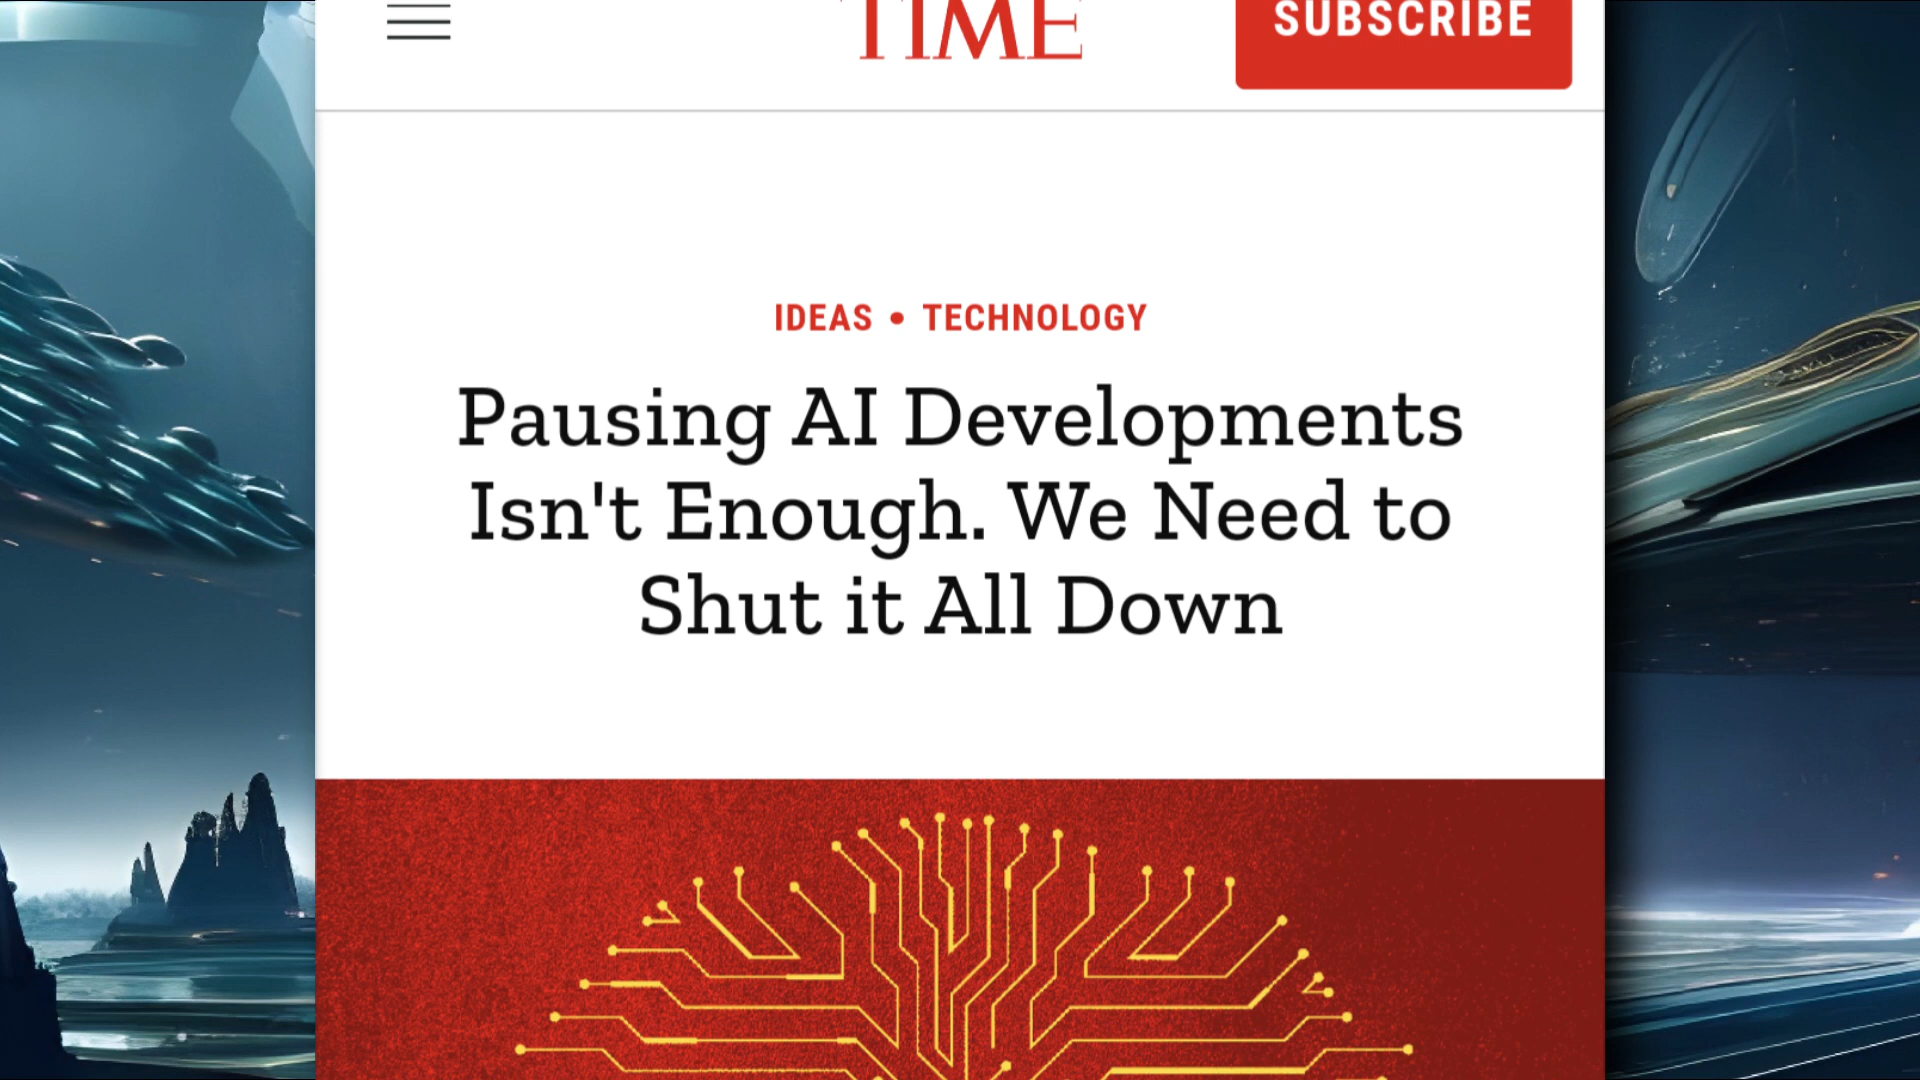 TIME
SUBSCRIBE
IDEAS • TECHNOLOGY
Pausing AI Developments
Isn't Enough. We Need to
Shut it All Down